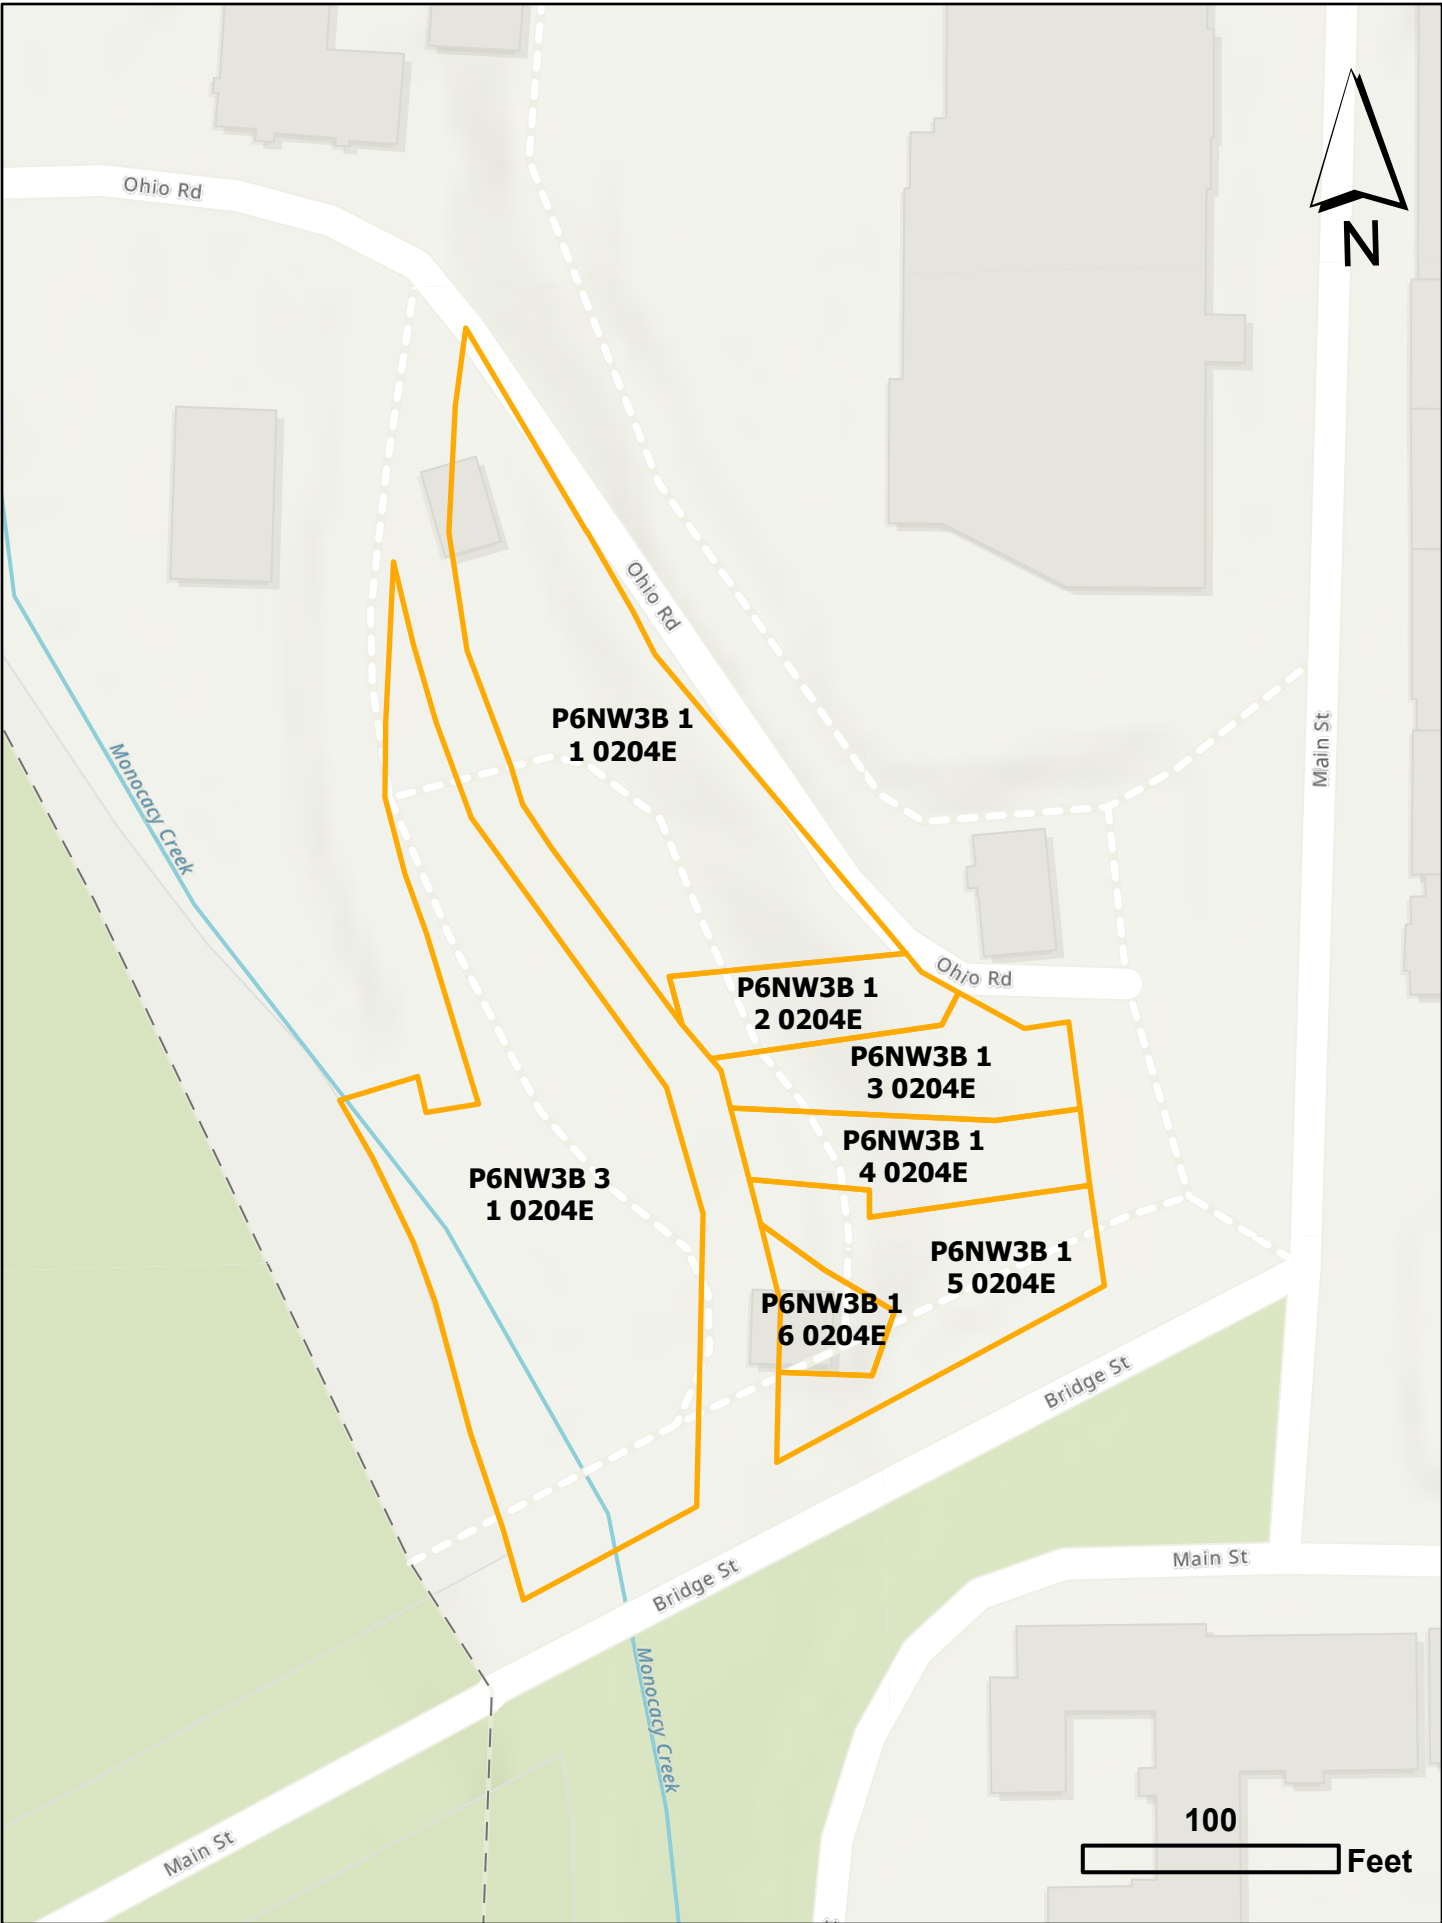 Ohio Rd
N
Ohio Rd
P6NW3B 1
1 0204E
Main St
Monocacy Creek
Ohio Rd
P6NW3B 1
2 0204E
P6NW3B 1
3 0204E
P6NW3B 1
4 0204E
P6NW3B 3
1 0204E
P6NW3B 1
5 0204E
P6NW3B 1
6 0204E
Bridge St
Main St
Bridge St
Monocacy Creek
Main St
100
Feet